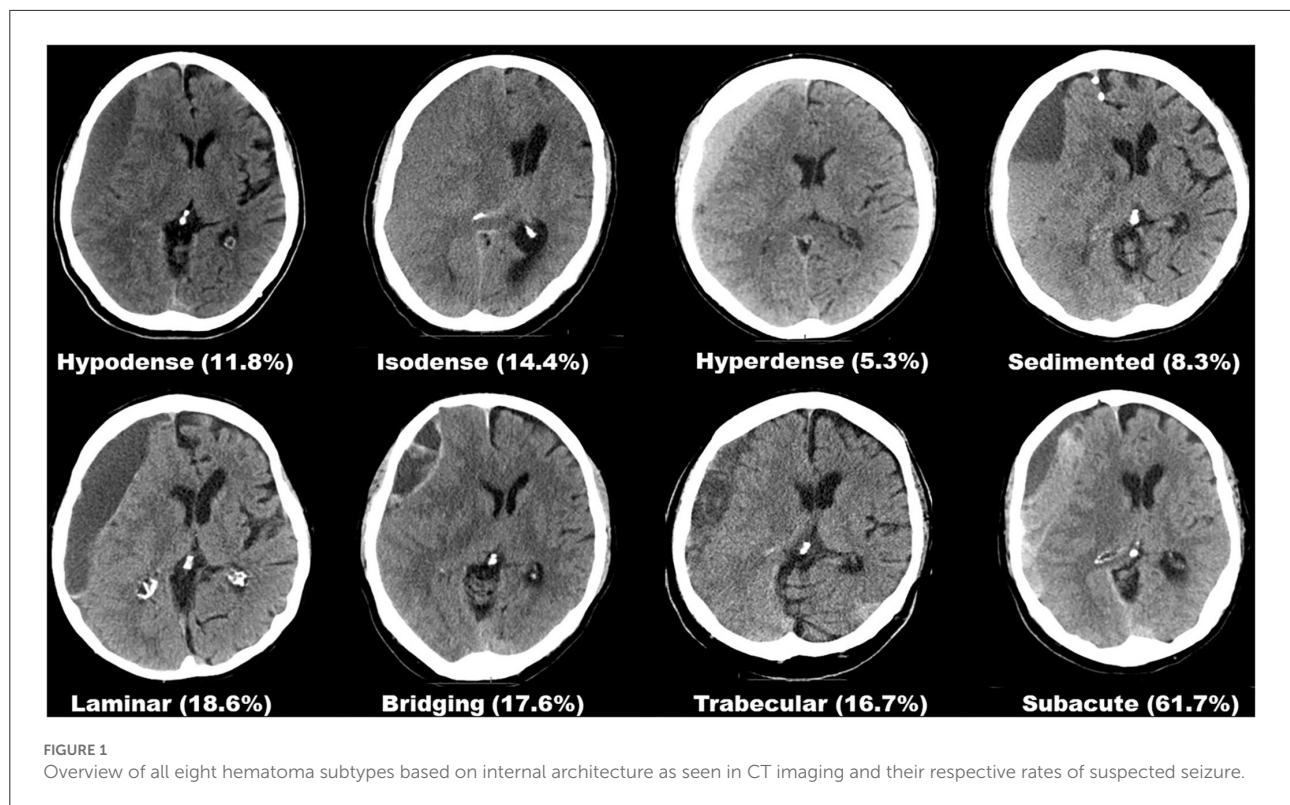 Hypodense (11.8%)
Isodense (14.4%)
Hyperdense (5.3%)
Sedimented (8.3%)
Laminar (18.6%)
Bridging (17.6%)
Trabecular (16.7%)
Subacute (61.7%)
FIGURE 1
Overview of all eight hematoma subtypes based on internal architecture as seen in CT imaging and their respective rates of suspected seizure.